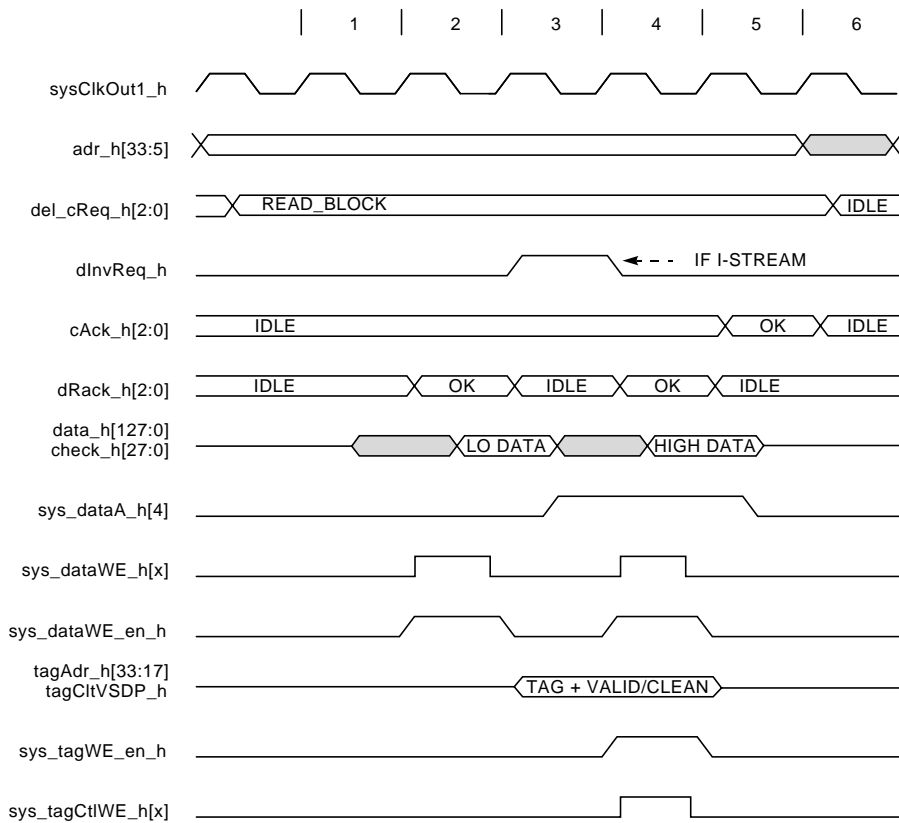 1 2 3 4 5 6
sysClkOut1_h
adr_h[33:5]
del_cReq_h[2:0] READ_BLOCK IDLE
dInvReq_h IF I-STREAM
cAck_h[2:0] IDLE OK IDLE
dRack_h[2:0] IDLE OK IDLE OK IDLE
data_h[127:0]
check_h[27:0] LO DATA HIGH DATA
sys_dataA_h[4]
sys_dataWE_h[x]
sys_dataWE_en_h
tagAdr_h[33:17]
tagCltVSDP_h TAG + VALID/CLEAN
sys_tagWE_en_h
sys_tagCtlWE_h[x]